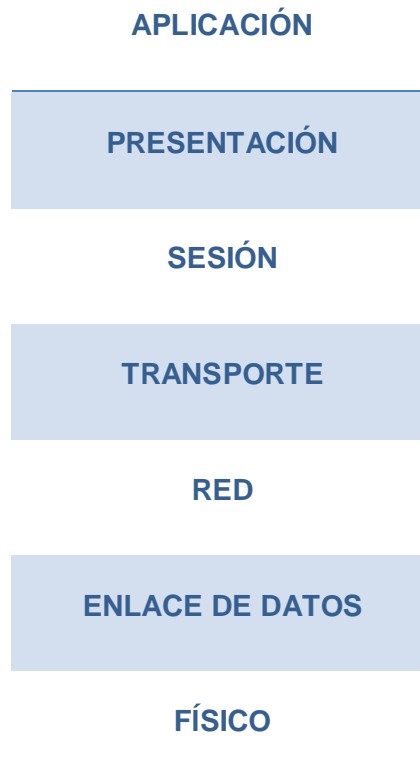 APLICACIÓN
PRESENTACIÓN
SESIÓN
TRANSPORTE
RED
ENLACE DE DATOS
FÍSICO